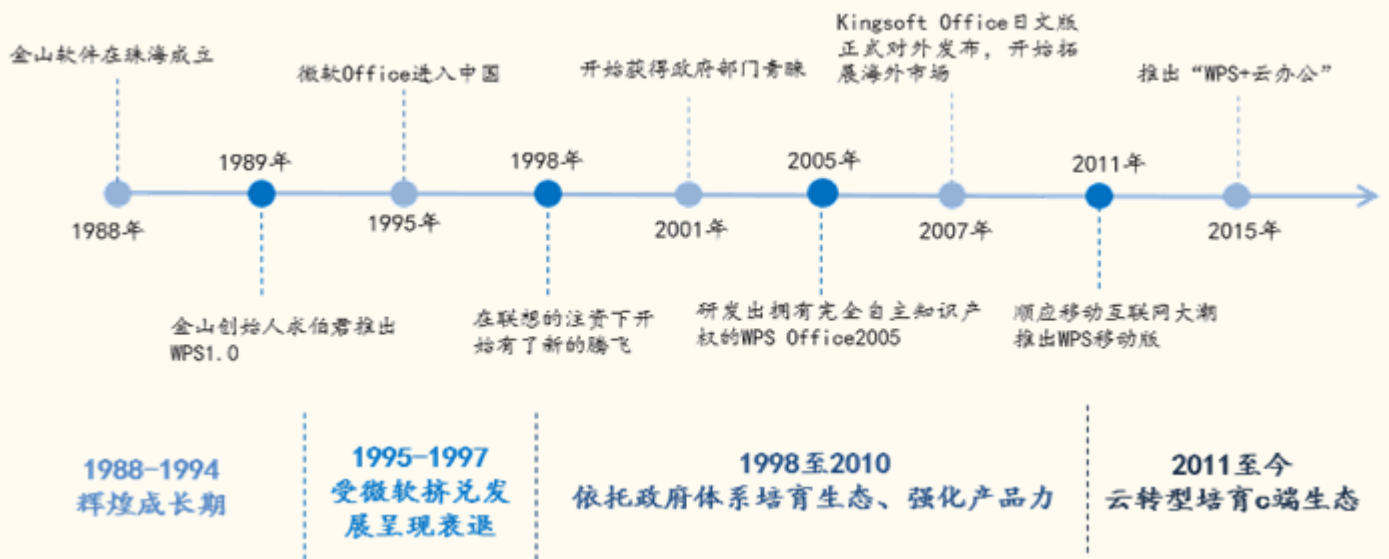 金山软件在珠海成立
微软Office进入中国
开始获得政府部门青睐
Kingsoft Office日文版
正式对外发布，开始拓
展海外市场
推出“WPS+云办公”
1989年
1998年
2005年
2011年
1988年
1995年
2001年
2007年
2015年
金山创始人求伯君推出
WPS1.0
在联想的注资下开
始有了新的腾飞
研发出拥有完全自主知识产
权的WPS Office2005
顺应移动互联网大潮
推出WPS移动版
1988-1994
辉煌成长期
1995-1997
受微软挤兑发
展呈现衰退
1998至2010
依托政府体系培育生态、强化产品力
2011至今
云转型培育c端生态